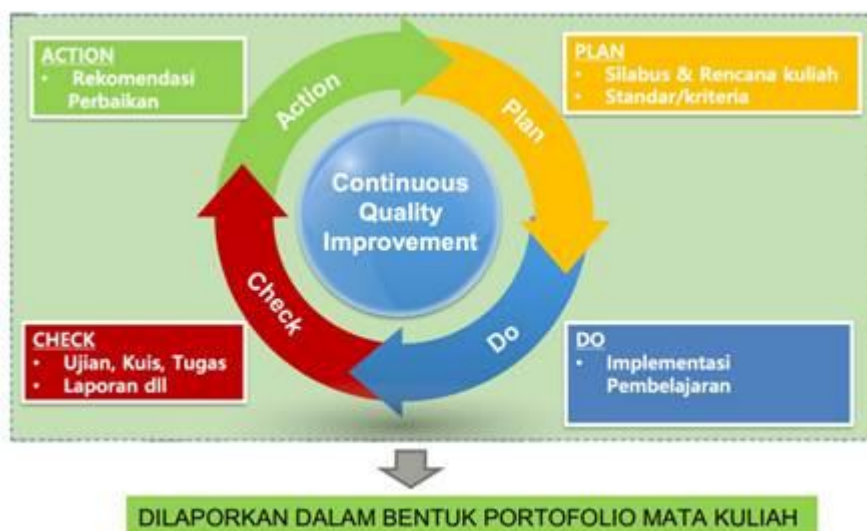 ACTION
• Rekomendasi
Perbaikan
PLAN
• Silabus & Rencana kuliah
• Standar/kriteria
Action
Plan
Continuous
Quality
Improvement
Check
Do
CHECK
• Ujian, Kuis, Tugas
• Laporan dll
DO
• Implementasi
Pembelajaran
DILAPORKAN DALAM BENTUK PORTOFOLIO MATA KULIAH